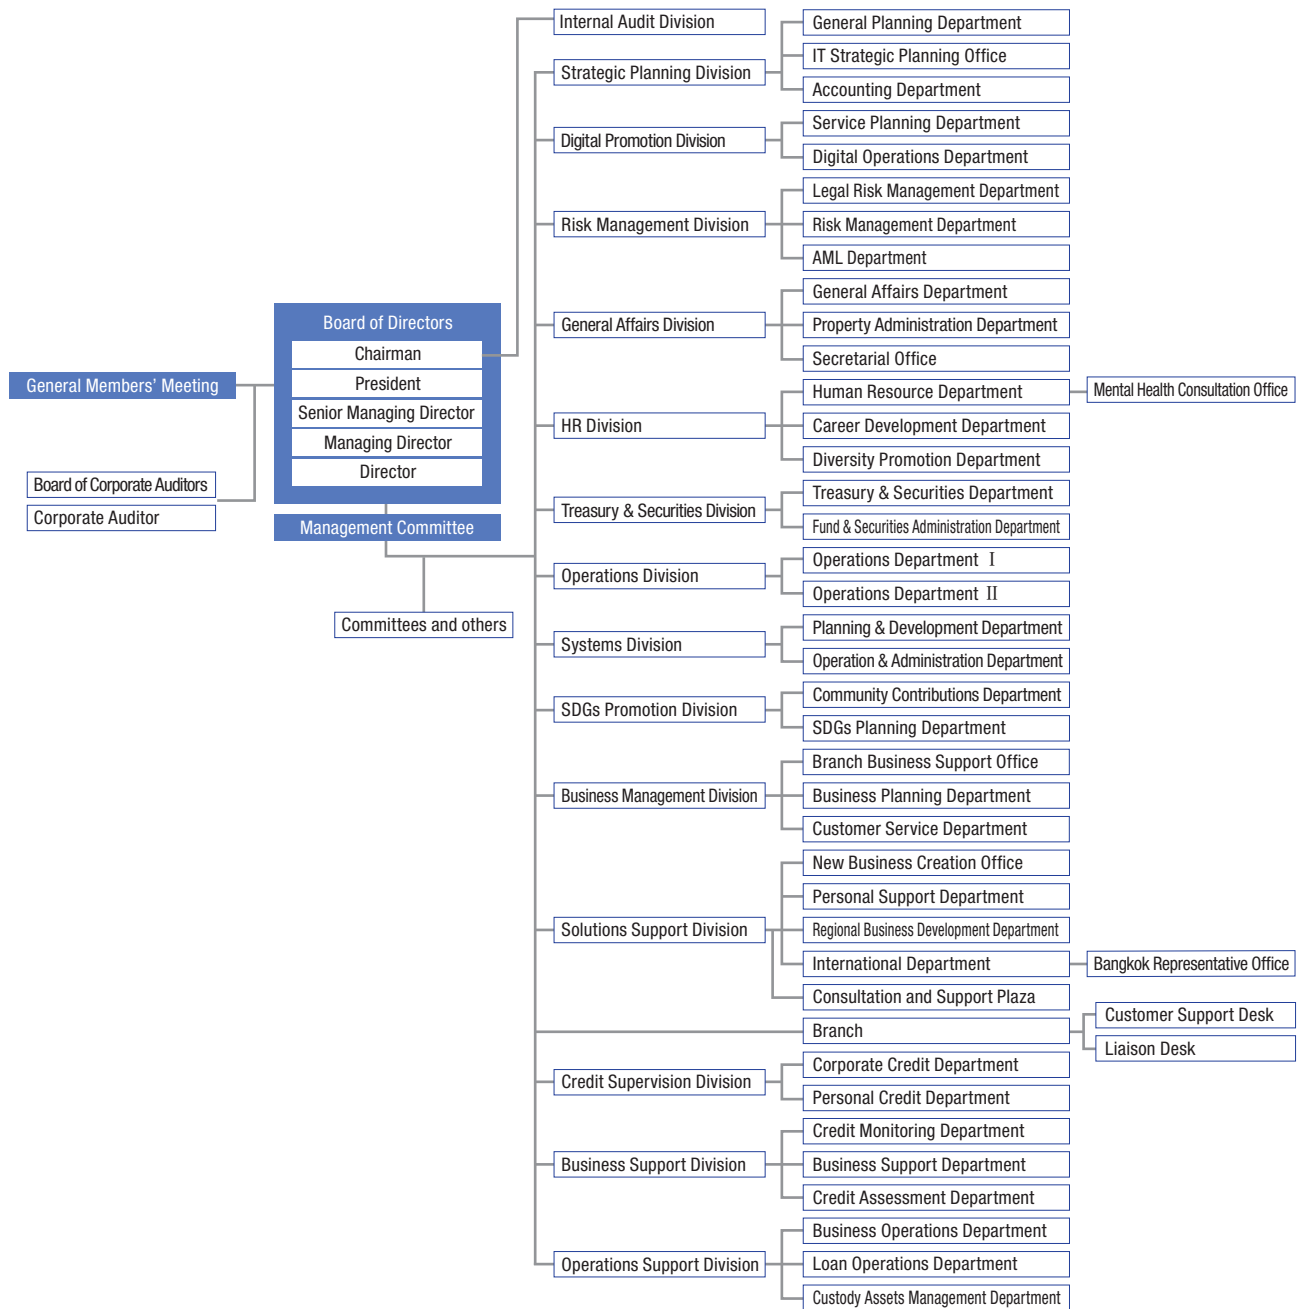 General Members' Meeting
Board of Corporate Auditors
Corporate Auditor
Board of Directors
Chairman
President
Senior Managing Director
Managing Director
Director
Management Committee
Committees and others
Internal Audit Division
Strategic Planning Division
General Planning Department
IT Strategic Planning Office
Accounting Department
Digital Promotion Division
Service Planning Department
Digital Operations Department
Risk Management Division
Legal Risk Management Department
Risk Management Department
AML Department
General Affairs Division
General Affairs Department
Property Administration Department
Secretarial Office
HR Division
Human Resource Department
Mental Health Consultation Office
Career Development Department
Diversity Promotion Department
Treasury & Securities Division
Treasury & Securities Department
Fund & Securities Administration Department
Operations Division
Operations Department Ⅰ
Operations Department Ⅱ
Systems Division
Planning & Development Department
Operation & Administration Department
SDGs Promotion Division
Community Contributions Department
SDGs Planning Department
Business Management Division
Branch Business Support Office
Business Planning Department
Customer Service Department
Solutions Support Division
New Business Creation Office
Personal Support Department
Regional Business Development Department
International Department
Bangkok Representative Office
Consultation and Support Plaza
Branch
Customer Support Desk
Liaison Desk
Credit Supervision Division
Corporate Credit Department
Personal Credit Department
Business Support Division
Credit Monitoring Department
Business Support Department
Credit Assessment Department
Operations Support Division
Business Operations Department
Loan Operations Department
Custody Assets Management Department